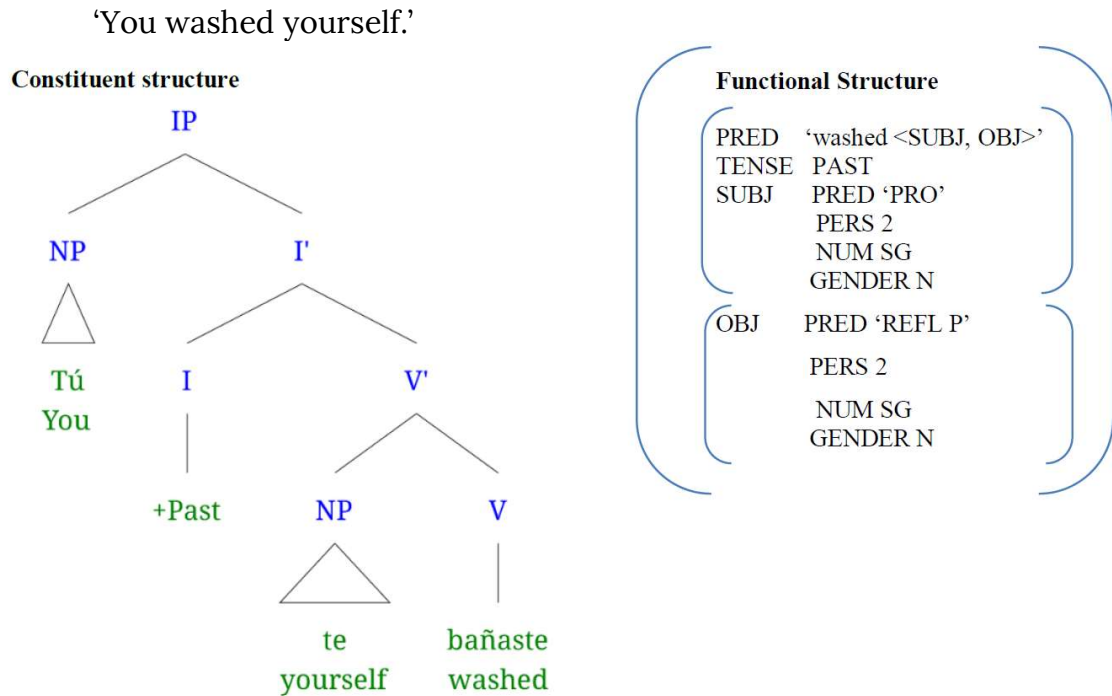 ‘You washed yourself.’
Constituent structure
IP
NP I'
Tú I V'
You
+Past NP V
te bañaste
yourself washed
Functional Structure
PRED ‘washed <SUBJ, OBJ>’
TENSE PAST
SUBJ PRED ‘PRO’
PERS 2
NUM SG
GENDER N
OBJ PRED ‘REFL P’
PERS 2
NUM SG
GENDER N